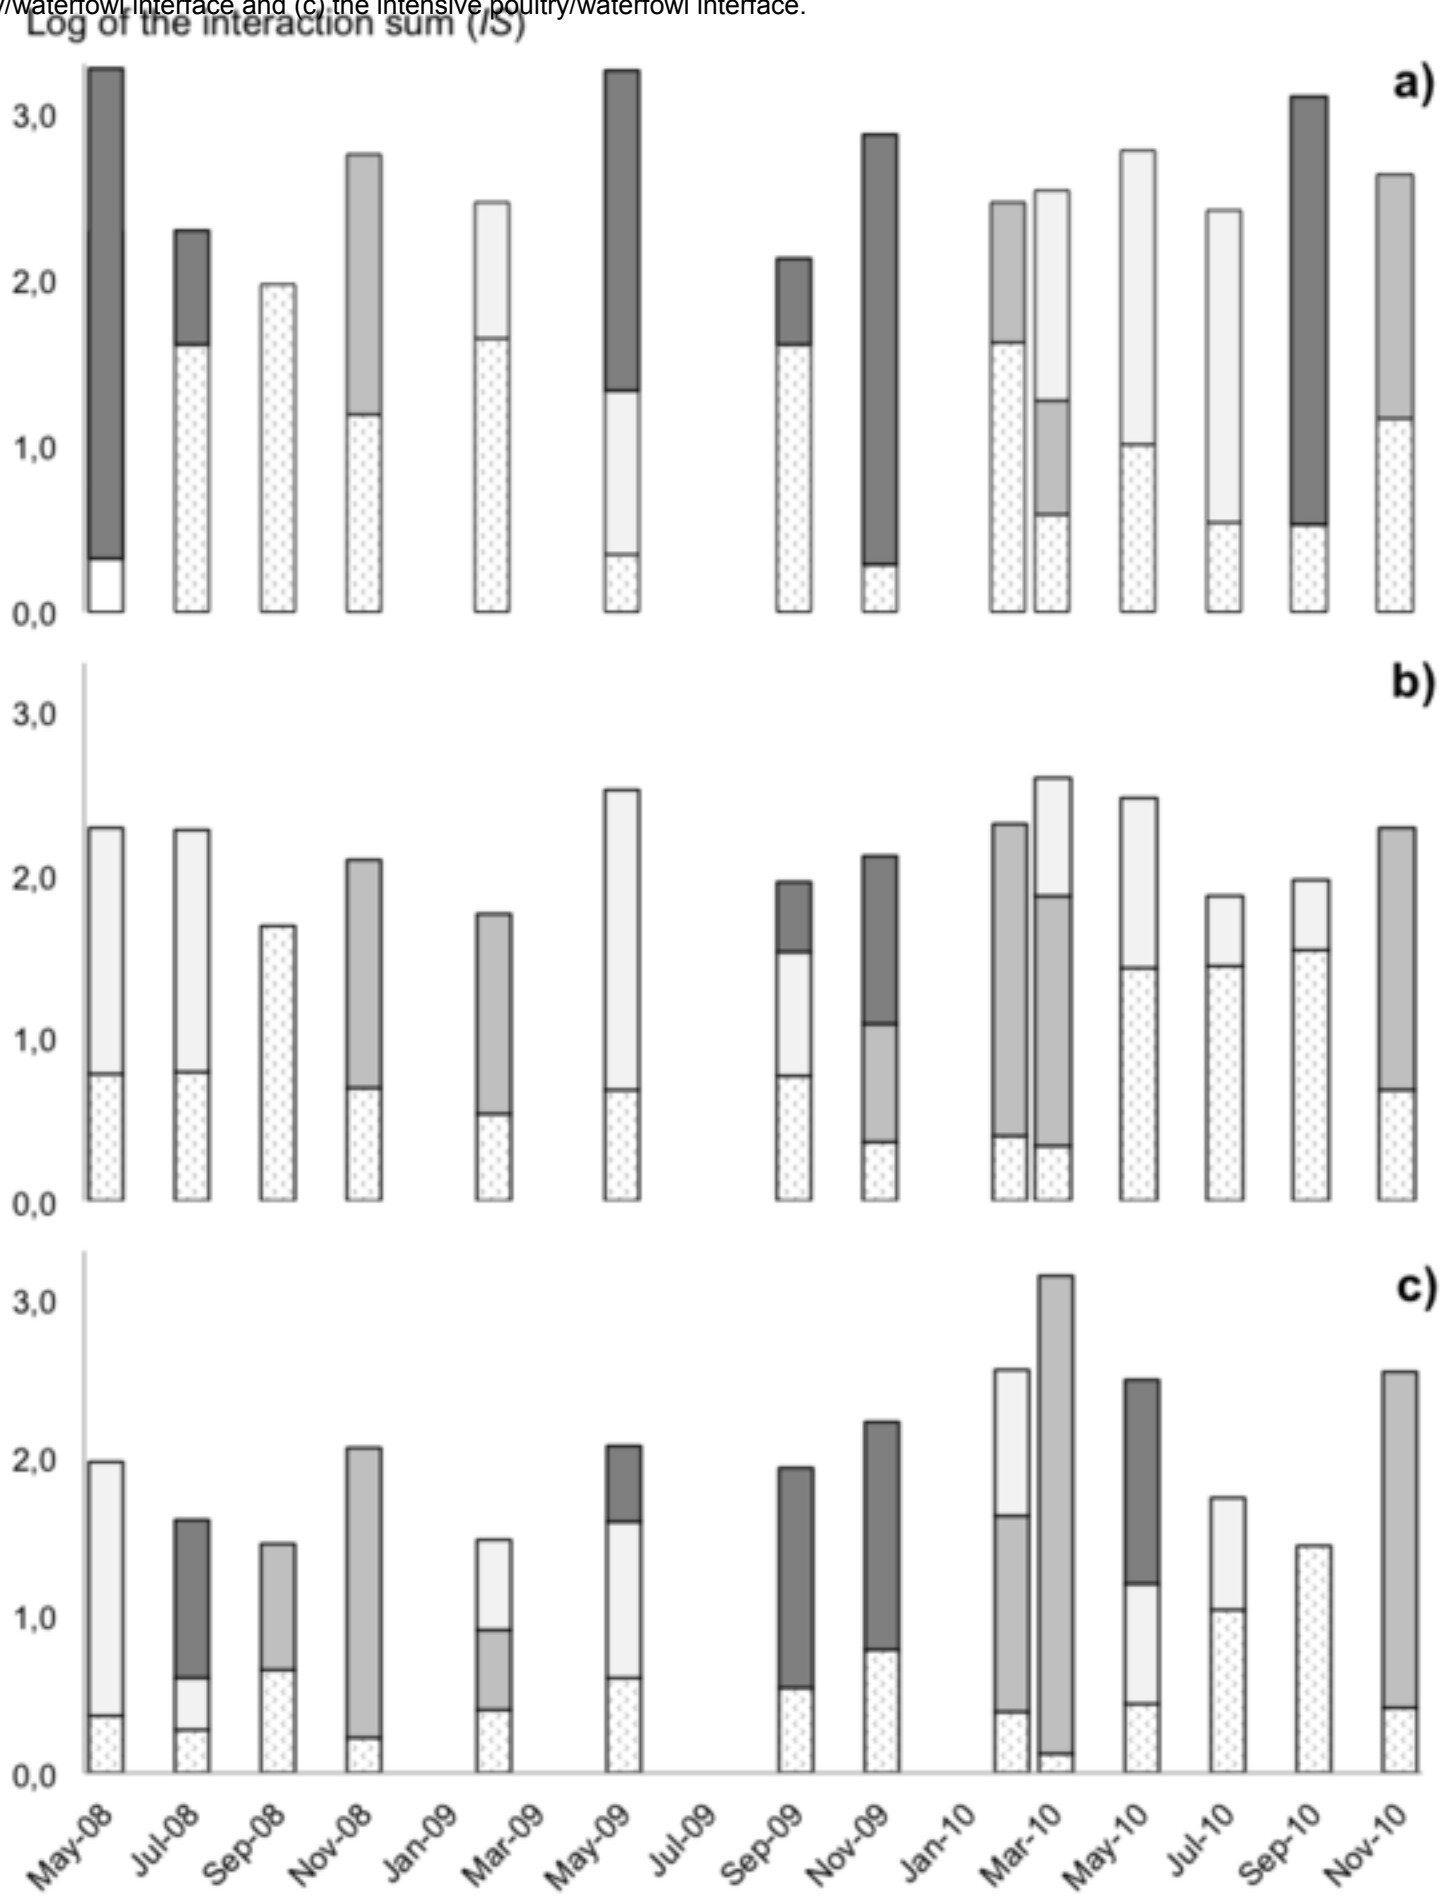 //waterfowl interface and (c) the intensive poultry/waterfowl interface.
Log of the interaction sum (IS)
a)
3,0
2,0
1,0
0,0
b)
3,0
2,0
1,0
0,0
c)
3,0
2,0
1,0
0,0
May-08 Jul-08 Sep-08 Nov-08 Jan-09 Mar-09 May-09 Jul-09 Sep-09 Nov-09 Jan-10 Mar-10 May-10 Jul-10 Sep-10 Nov-10